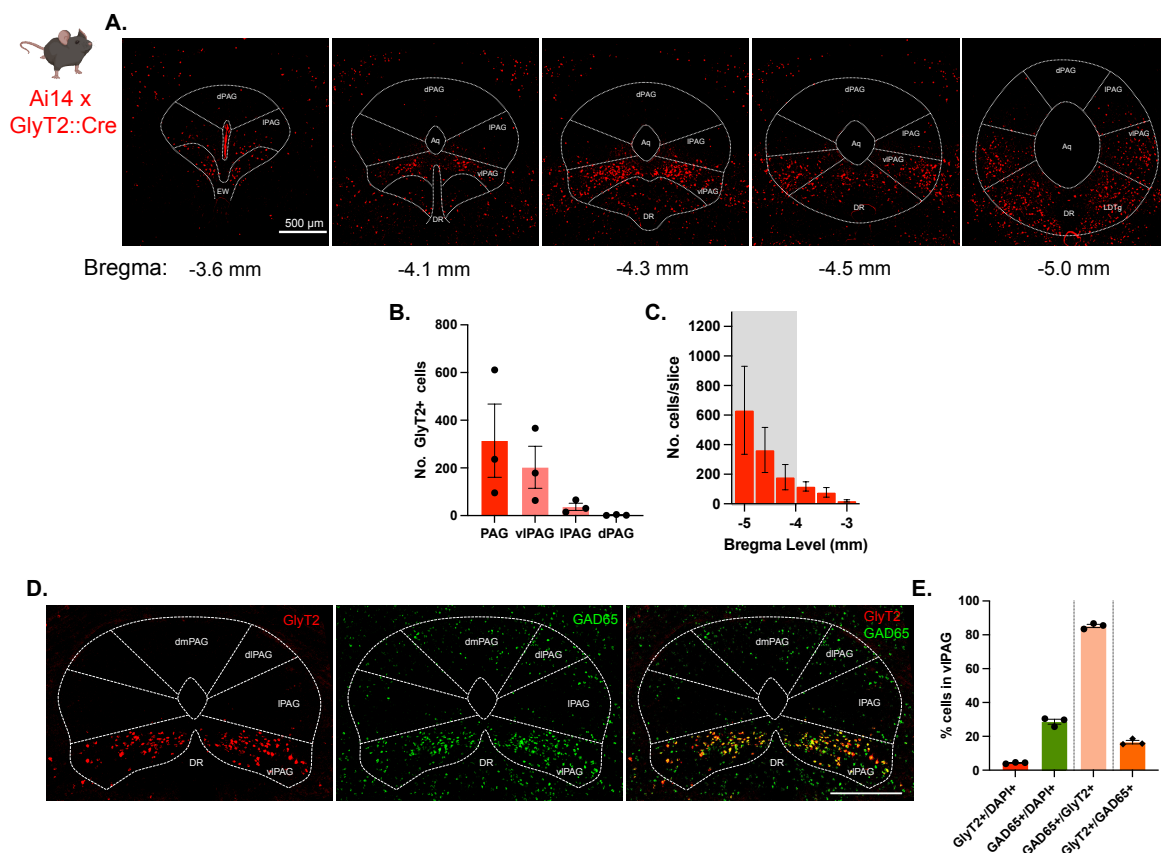 A.
Ai14 x
GlyT2::Cre
dPAG
lPAG
EW
500 µm
dPAG
lPAG
Aq
vlPAG
DR
dPAG
Aq
lPAG
vlPAG
DR
dPAG
lPAG
Aq
vlPAG
DR
dPAG
lPAG
vlPAG
Aq
DR
LDTg
Bregma: -3.6 mm -4.1 mm -4.3 mm -4.5 mm -5.0 mm
B.
No. GlyT2+ cells
800
600
400
200
0
PAG vlPAG lPAG dPAG
C.
No. cells/slice
1200
1000
800
600
400
200
0
-5 -4 -3
Bregma Level (mm)
D.
GlyT2
DR
vlPAG
GAD65
dmPAG
dlPAG
lPAG
DR
vlPAG
GlyT2
GAD65
dmPAG
dlPAG
lPAG
DR
vlPAG
dmPAG
dlPAG
lPAG
E.
% cells in vlPAG
100
80
60
40
20
0
GlyT2+/DAPI+
GAD65+/DAPI+
GAD65+/GlyT2+
GlyT2+/GAD65+